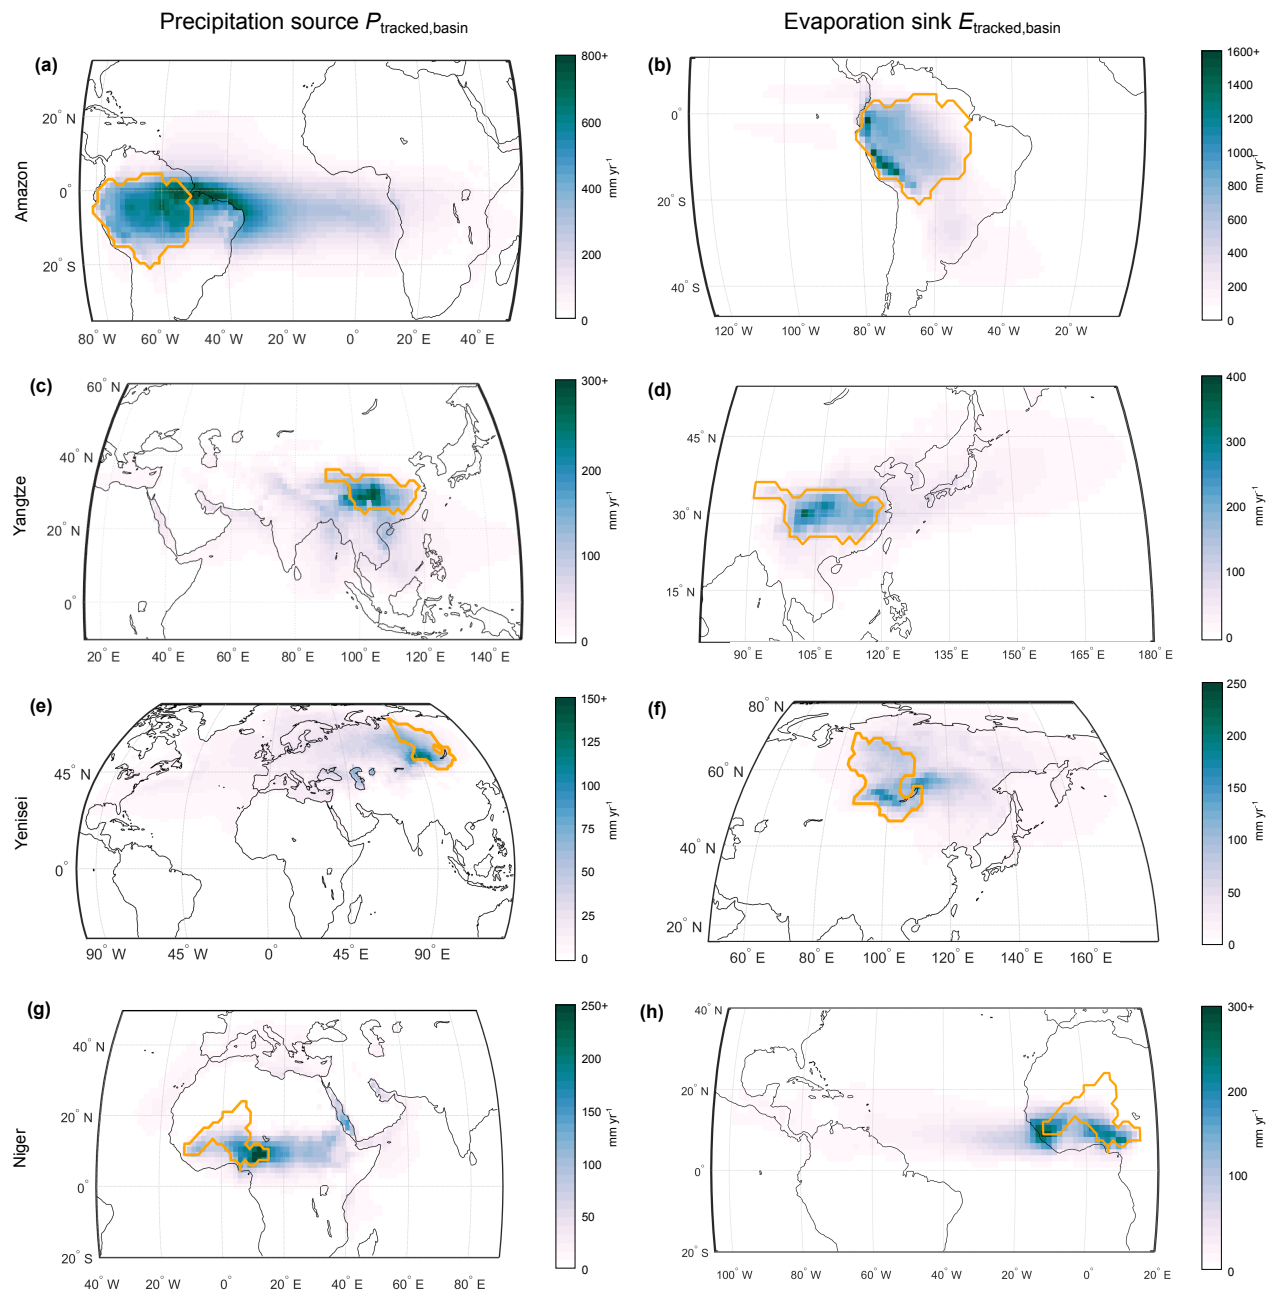 Precipitation source Ptracked,basin
Evaporation sink Etracked,basin
Amazon
(a)
20° N
0°
20° S
80° W 60° W 40° W 20° W 0° 20° E 40° E
800+
600
400
200
0
mm yr-1
(b)
0°
20° S
40° S
120° W 100° W 80° W 60° W 40° W 20° W
1600+
1400
1200
1000
800
600
400
200
0
mm yr-1
Yangtze
(c)
60° N
40° N
20° N
0°
20° E 40° E 60° E 80° E 100° E 120° E 140° E
300+
200
100
0
mm yr-1
(d)
45° N
30° N
15° N
90° E 105° E 120° E 135° E 150° E 165° E 180° E
400
300
200
100
0
mm yr-1
Yenisei
(e)
45° N
0°
90° W 45° W 0° 45° E 90° E
150+
125
100
75
50
25
0
mm yr-1
(f)
80° N
60° N
40° N
20° N
60° E 80° E 100° E 120° E 140° E 160° E
250
200
150
100
50
0
mm yr-1
Niger
(g)
40° N
20° N
0°
20° S
40° W 20° W 0° 20° E 40° E 60° E 80° E
250+
200
150
100
50
0
mm yr-1
(h)
40° N
20° N
0°
20° S
100° W 80° W 60° W 40° W 20° W 0° 20° E
300+
200
100
0
mm yr-1